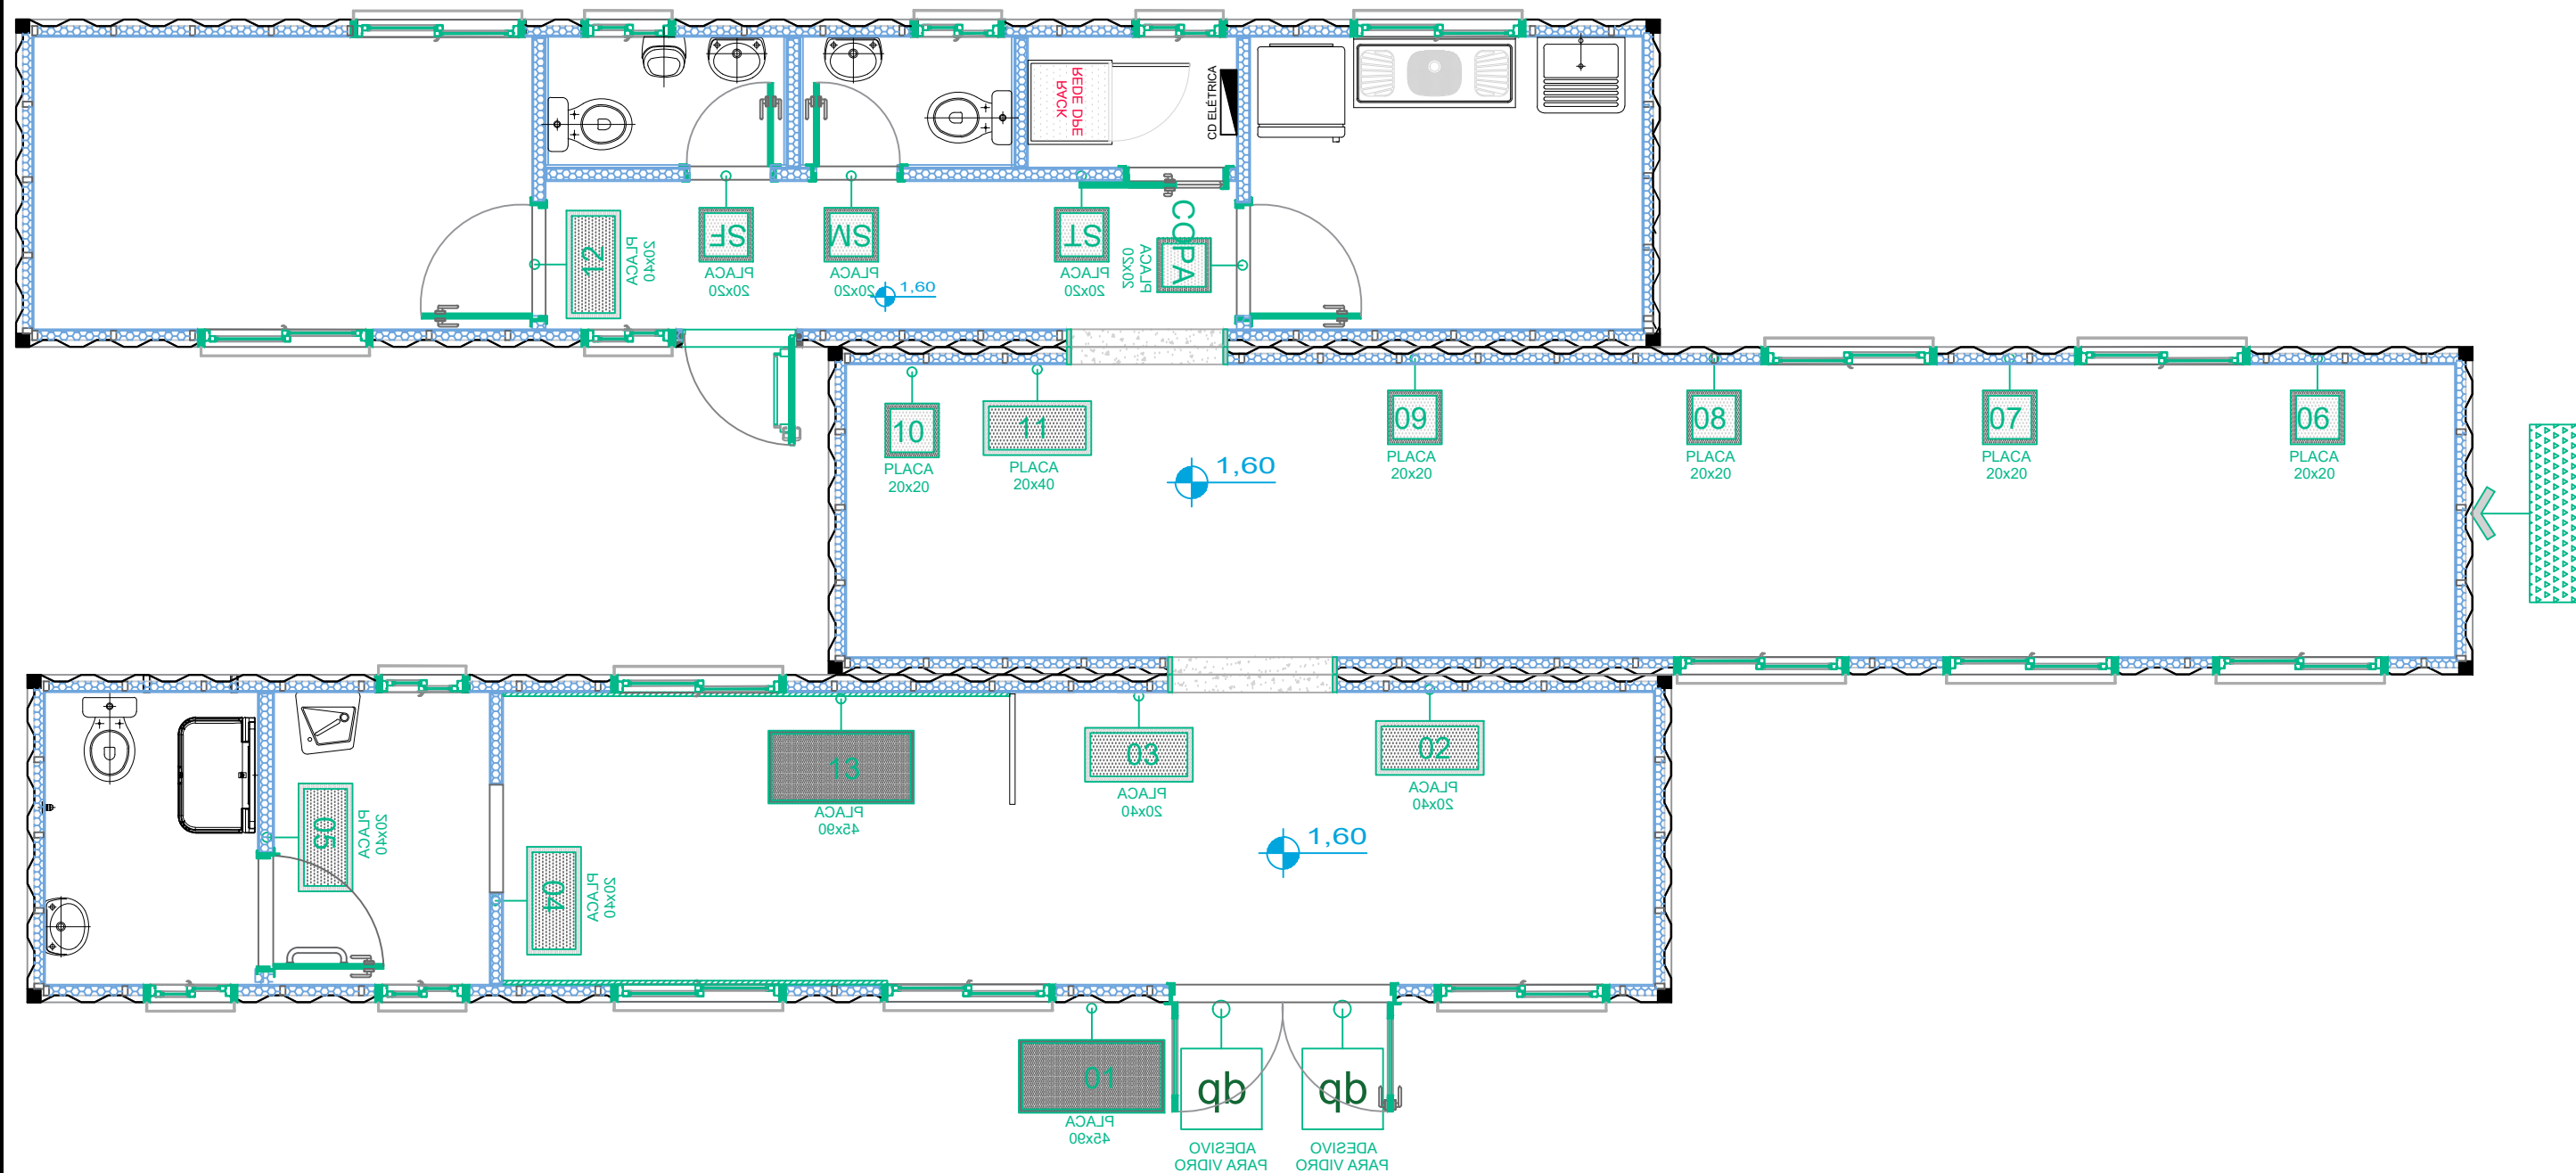 REDE DPE
RACK
CD ELÉTRICA
12
PLACA
20x40
SF
PLACA
20x20
SM
PLACA
20x20
ST
PLACA
20x20
COPA
PLACA
20x20
1,60
10
PLACA
20x20
11
PLACA
20x40
09
PLACA
20x20
08
PLACA
20x20
07
PLACA
20x20
06
PLACA
20x20
1,60
13
PLACA
45x90
03
PLACA
20x40
02
PLACA
20x40
05
PLACA
20x40
04
PLACA
20x40
1,60
01
PLACA
45x90
qb
ADESIVO
PARA VIDRO
qb
ADESIVO
PARA VIDRO